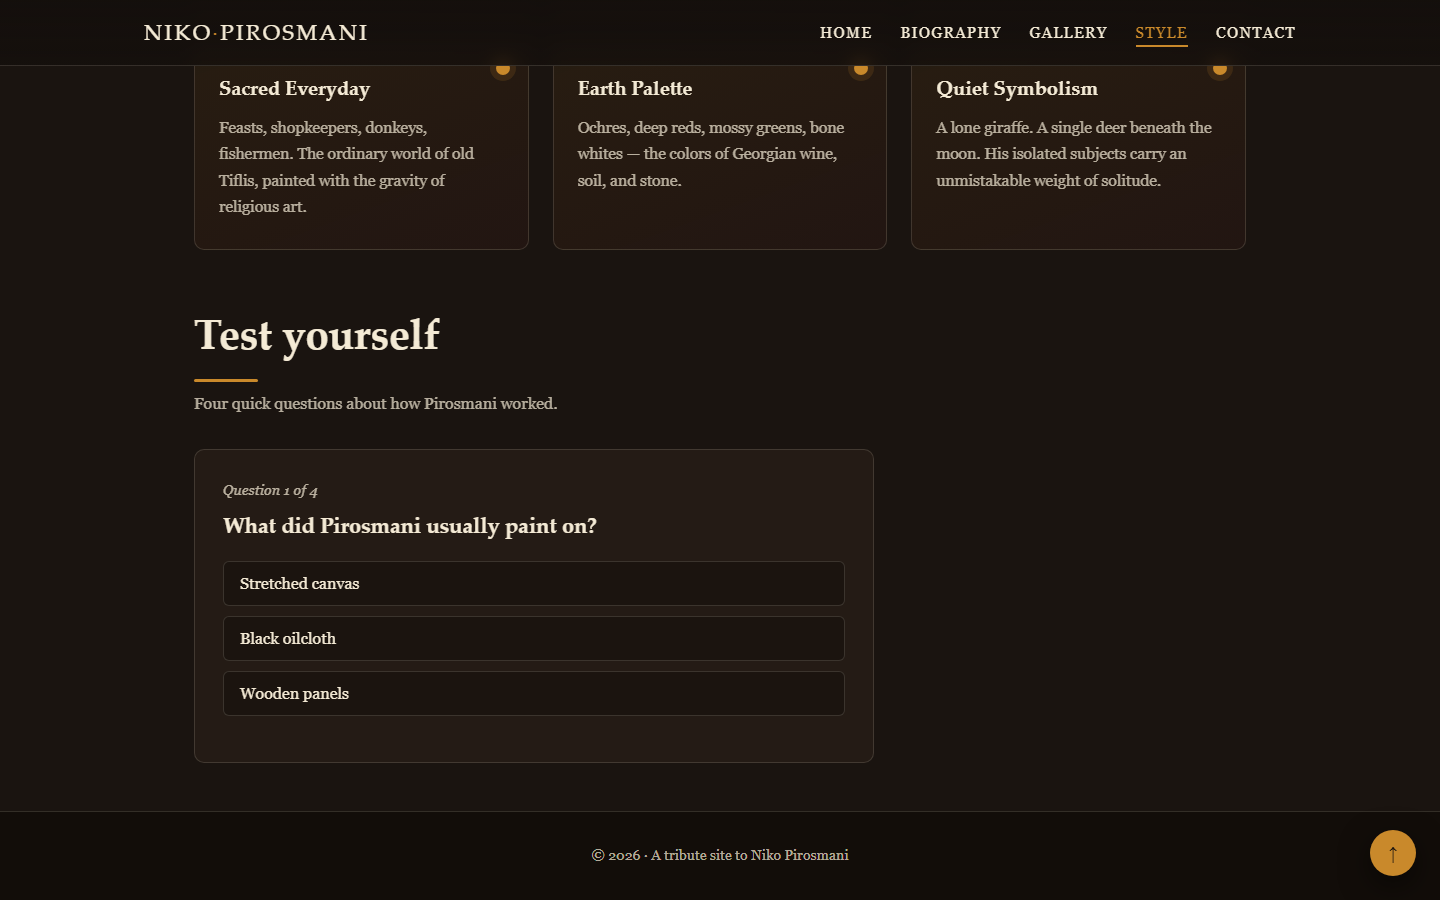 NIKO·PIROSMANI
HOME BIOGRAPHY GALLERY STYLE CONTACT
Sacred Everyday
Feasts, shopkeepers, donkeys,
fishermen. The ordinary world of old
Tiflis, painted with the gravity of
religious art.
Earth Palette
Ochres, deep reds, mossy greens, bone
whites — the colors of Georgian wine,
soil, and stone.
Quiet Symbolism
A lone giraffe. A single deer beneath the
moon. His isolated subjects carry an
unmistakable weight of solitude.
Test yourself
Four quick questions about how Pirosmani worked.
Question 1 of 4
What did Pirosmani usually paint on?
Stretched canvas
Black oilcloth
Wooden panels
© 2026 · A tribute site to Niko Pirosmani
↑